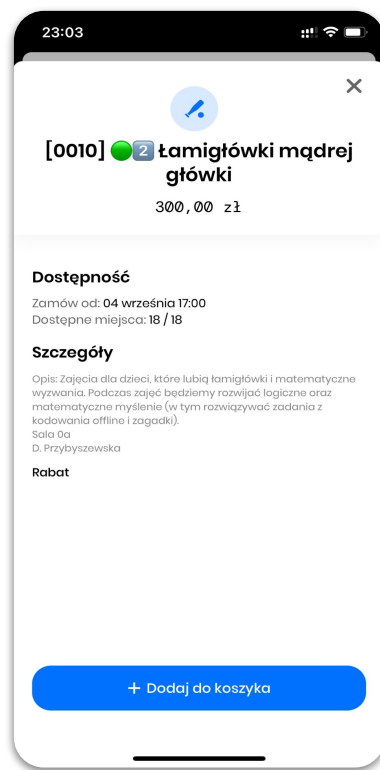 23:03
[0010] 🟢2️⃣ Łamigłówki mądrej
główki
300,00 zł
Dostępność
Zamów od: 04 września 17:00
Dostępne miejsca: 18 / 18
Szczegóły
Opis: Zajęcia dla dzieci, które lubią łamigłówki i matematyczne
wyzwania. Podczas zajęć będziemy rozwijać logiczne oraz
matematyczne myślenie (w tym rozwiązywać zadania z
kodowania offline i zagadki).
Sala 0a
D. Przybyszewska
Rabat
+ Dodaj do koszyka